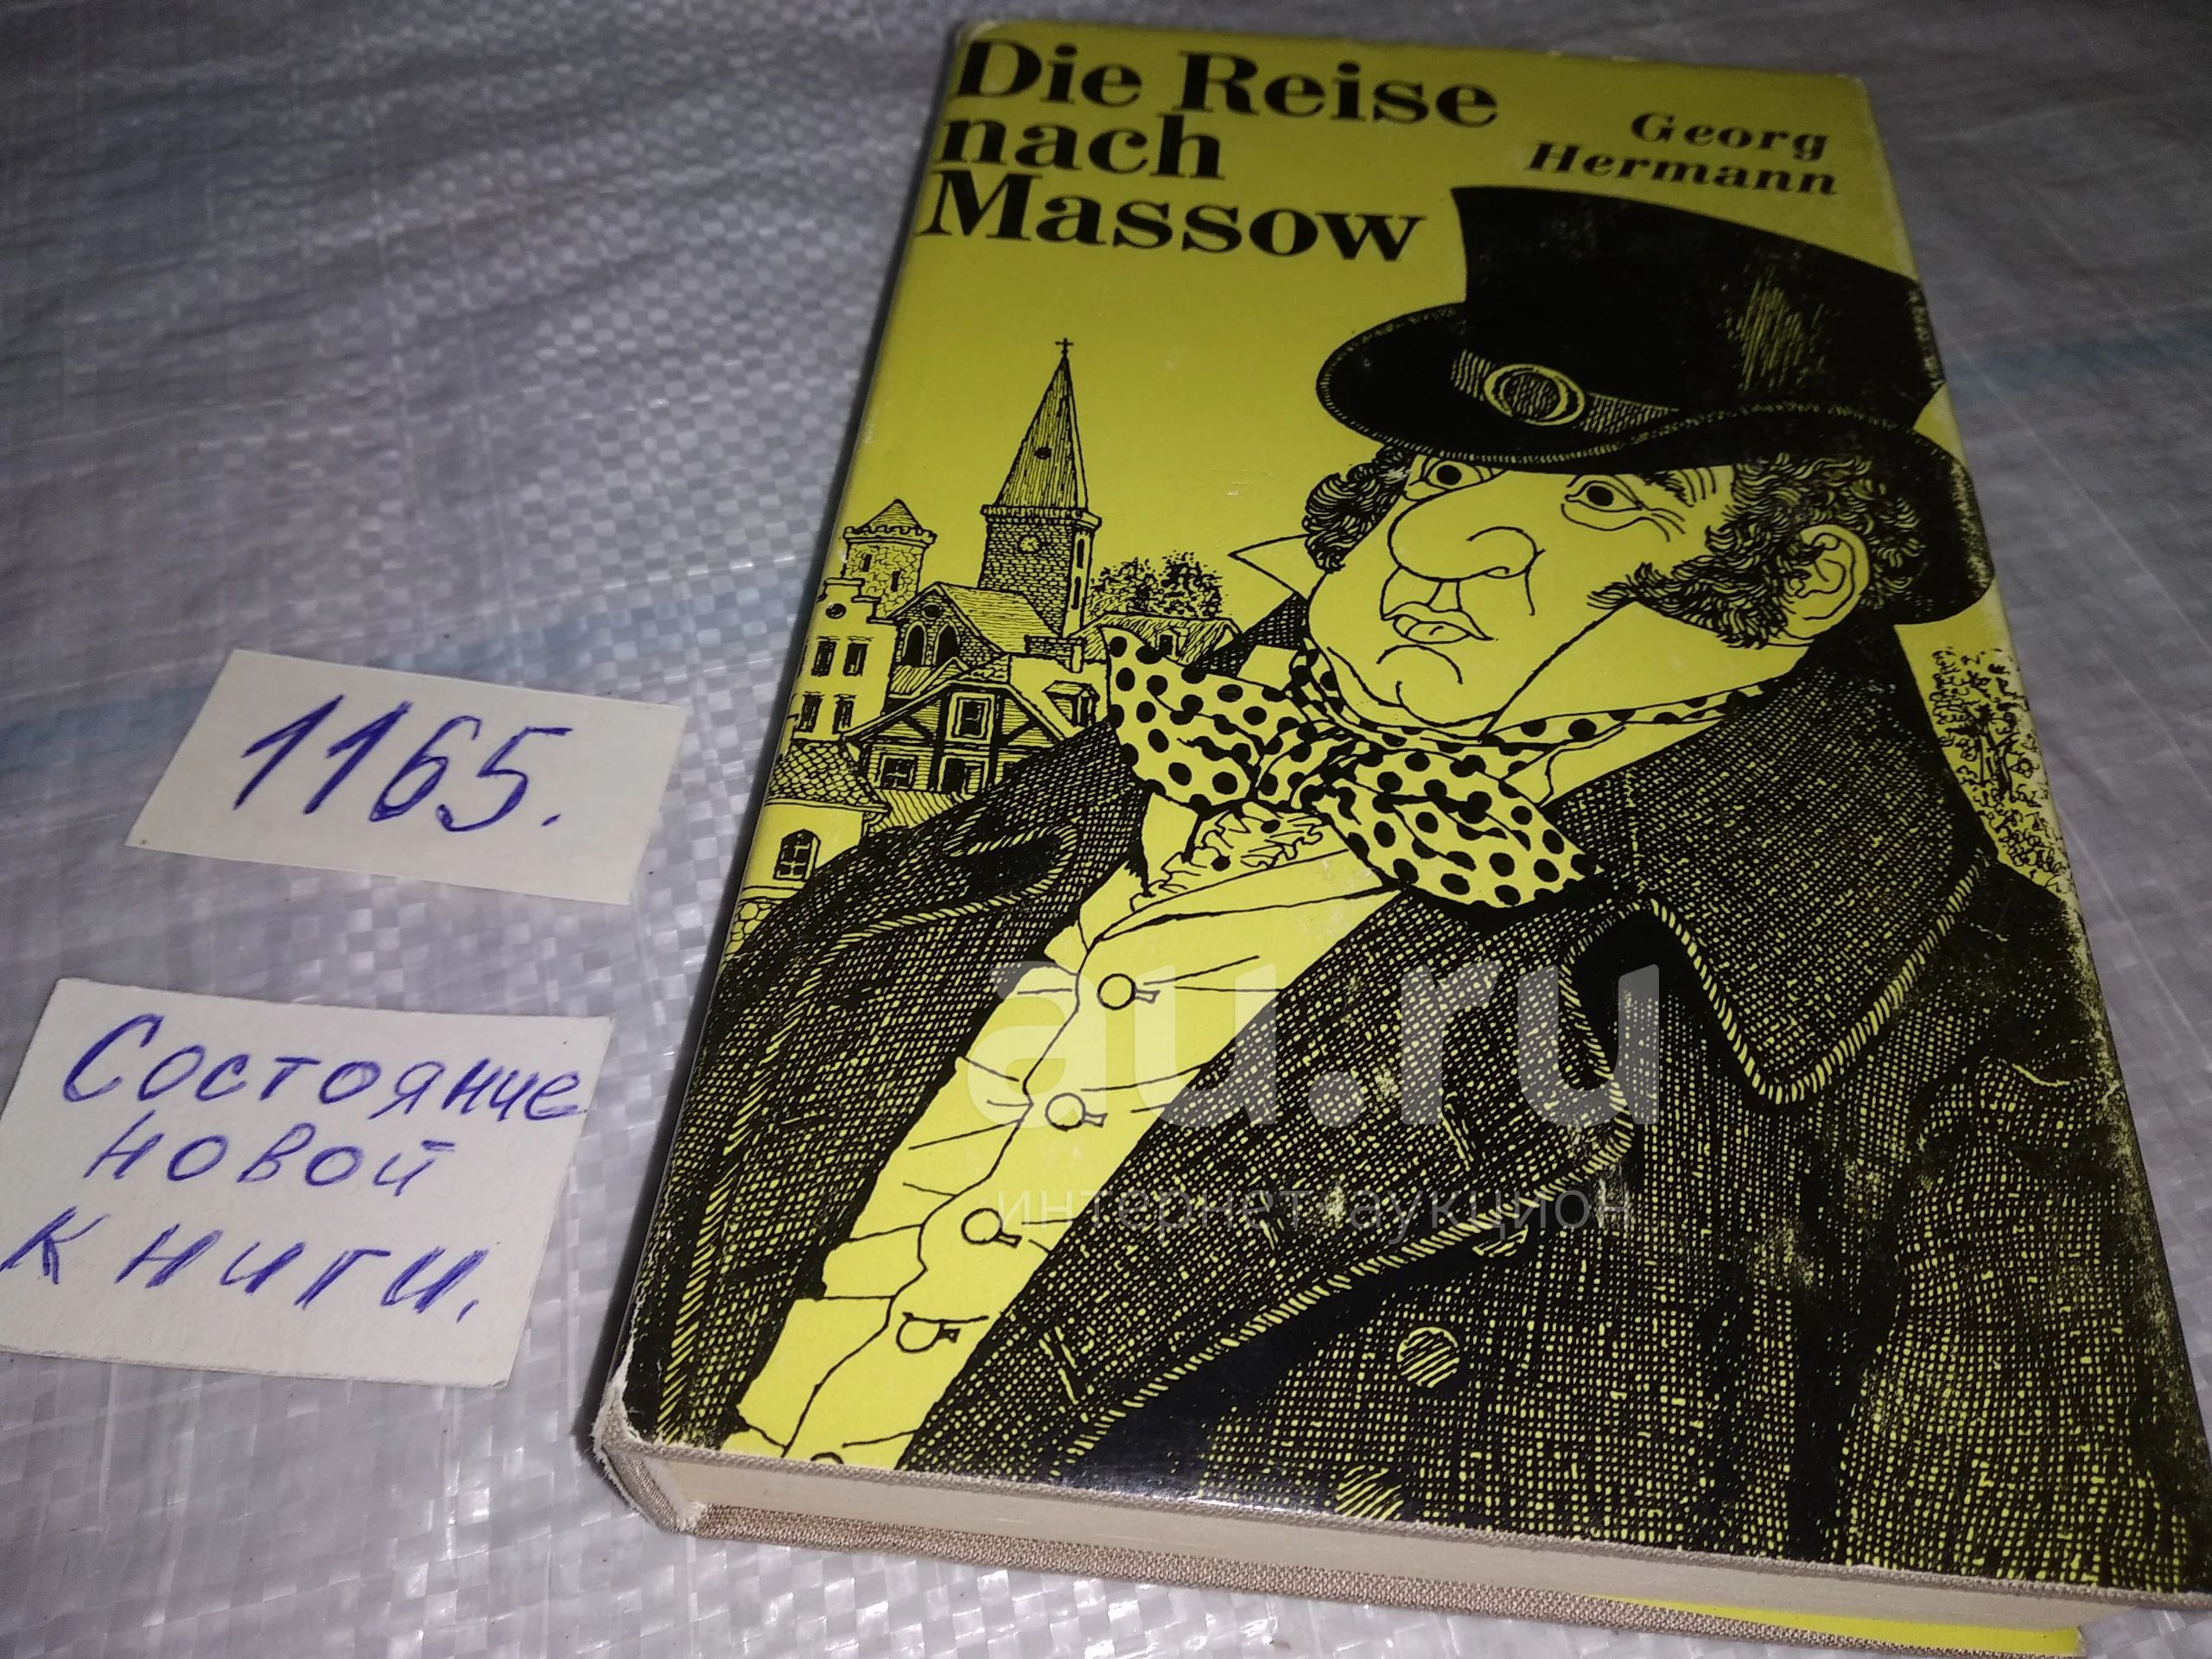 Die Reise
nach
Massow
Georg
Hermann
1165.
Состояние
новой
книги.
au.ru
интернет-аукцион